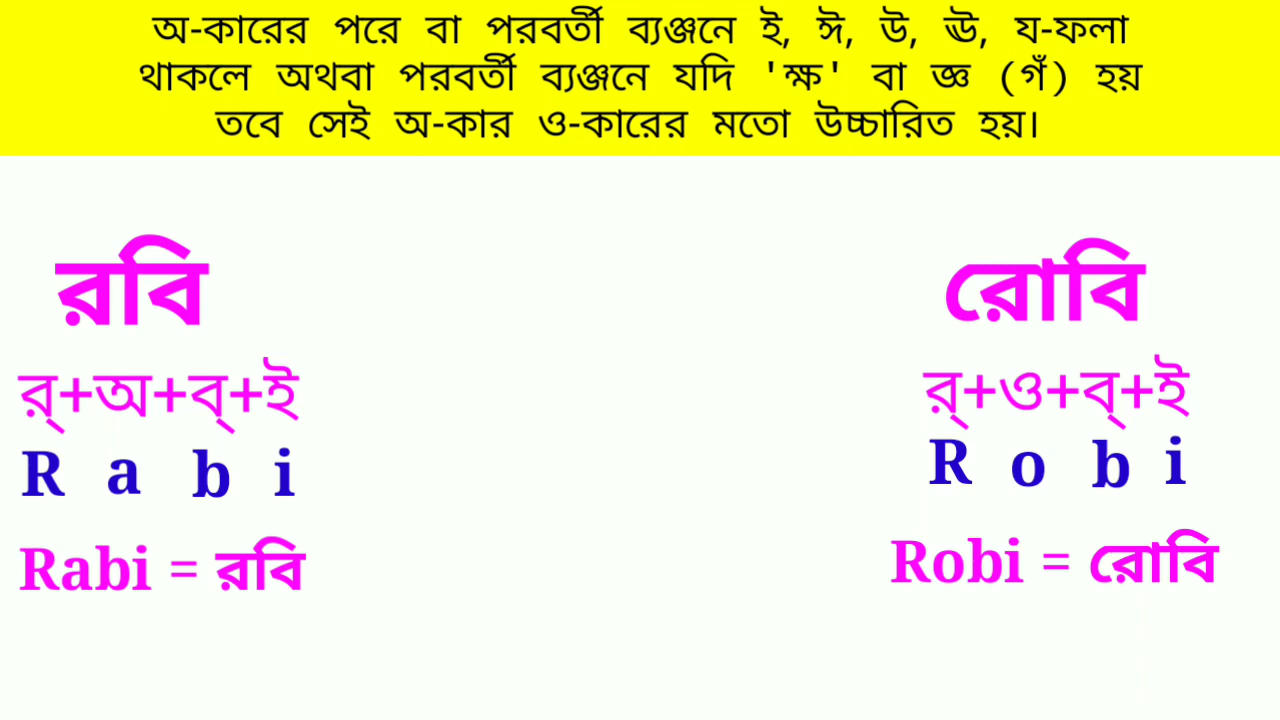 অ-কারের পরে বা পরবর্তী ব্যঞ্জনে ই, ঈ, উ, ঊ, য-ফলা
থাকলে অথবা পরবর্তী ব্যঞ্জনে যদি 'ক্ষ' বা জ্ঞ (গঁ) হয়
তবে সেই অ-কার ও-কারের মতো উচ্চারিত হয়।
রবি
র্+অ+ব্+ই
R a b i
Rabi = রবি
রোবি
র্+ও+ব্+ই
R o b i
Robi = রোবি